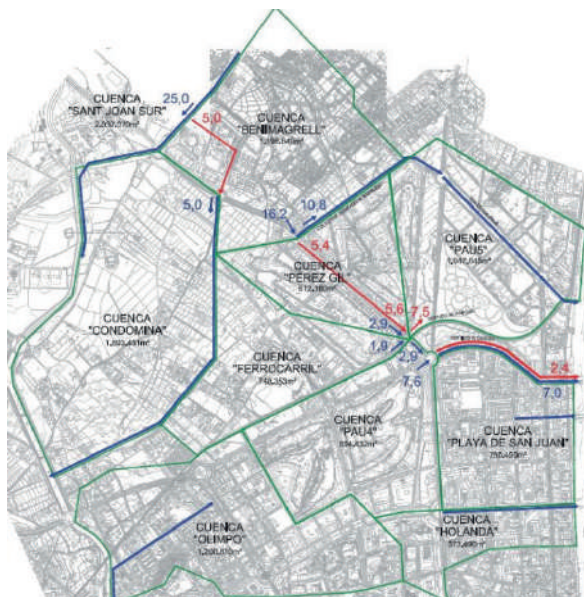 CUENCA
"SANT JOAN SUR"
25,0
5,0
CUENCA
"BENIMAGRELL"
5,0
16,2
10,8
CUENCA
"PAU5"
5,4
CUENCA
"PEREZ GIL"
5,6
7,5
2,9
1,9
2,9
7,6
CUENCA
"CONDOMINA"
CUENCA
"FERROCARRIL"
748,353m²
2,4
7,0
CUENCA
"PAU4"
CUENCA
"PLAYA DE SAN JUAN"
CUENCA
"OLIMPO"
CUENCA
"HOLANDA"